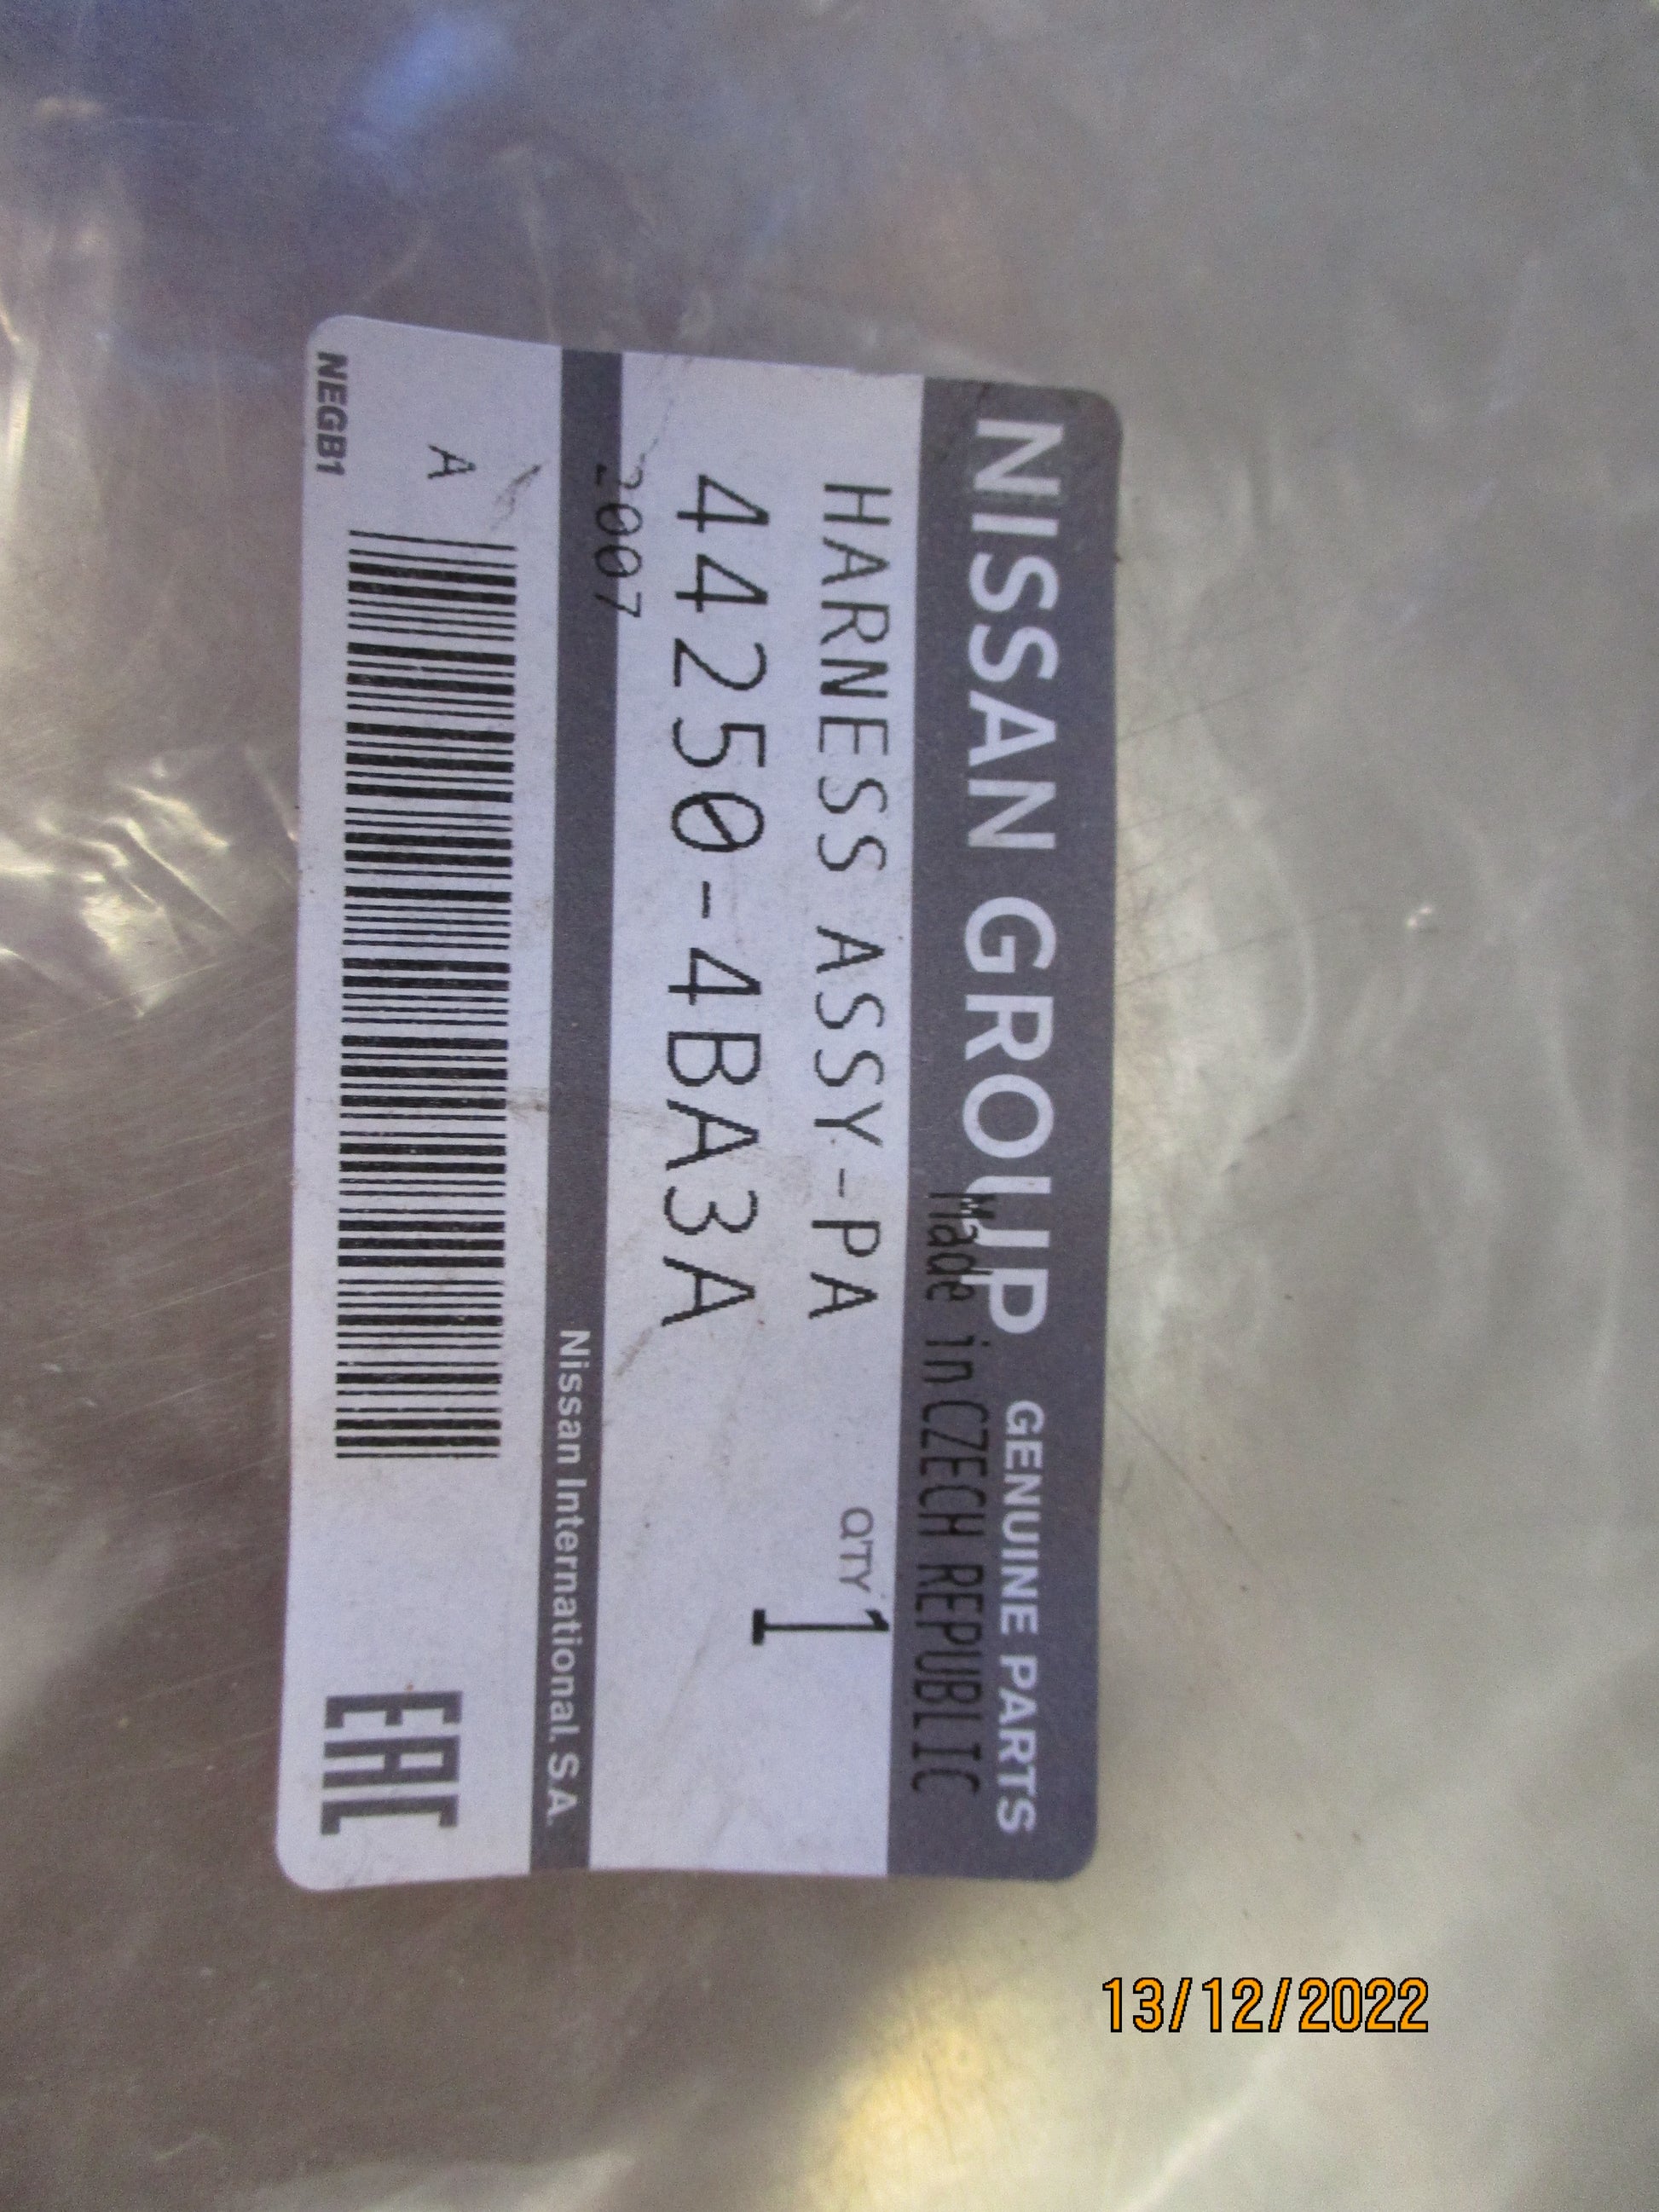 NISSAN GROUP GENUINE PARTS
Made in CZECH REPUBLIC
HARNESS ASSY-PA QTY 1
44250-4BA3A
2007
Nissan International. S.A.
A
NEGB1
EAC
13/12/2022